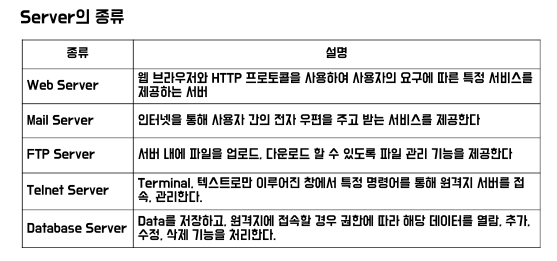 Server의 종류
종류 설명
Web Server 웹 브라우저와 HTTP 프로토콜을 사용하여 사용자의 요구에 따른 특정 서비스를
제공하는 서버
Mail Server 인터넷을 통해 사용자 간의 전자 우편을 주고 받는 서비스를 제공한다
FTP Server 서버 내에 파일을 업로드, 다운로드 할 수 있도록 파일 관리 기능을 제공한다
Telnet Server Terminal, 텍스트로만 이루어진 창에서 특정 명령어를 통해 원격지 서버를 접
속, 관리한다.
Database Server Data를 저장하고, 원격지에 접속할 경우 권한에 따라 해당 데이터를 열람, 추가,
수정, 삭제 기능을 처리한다.